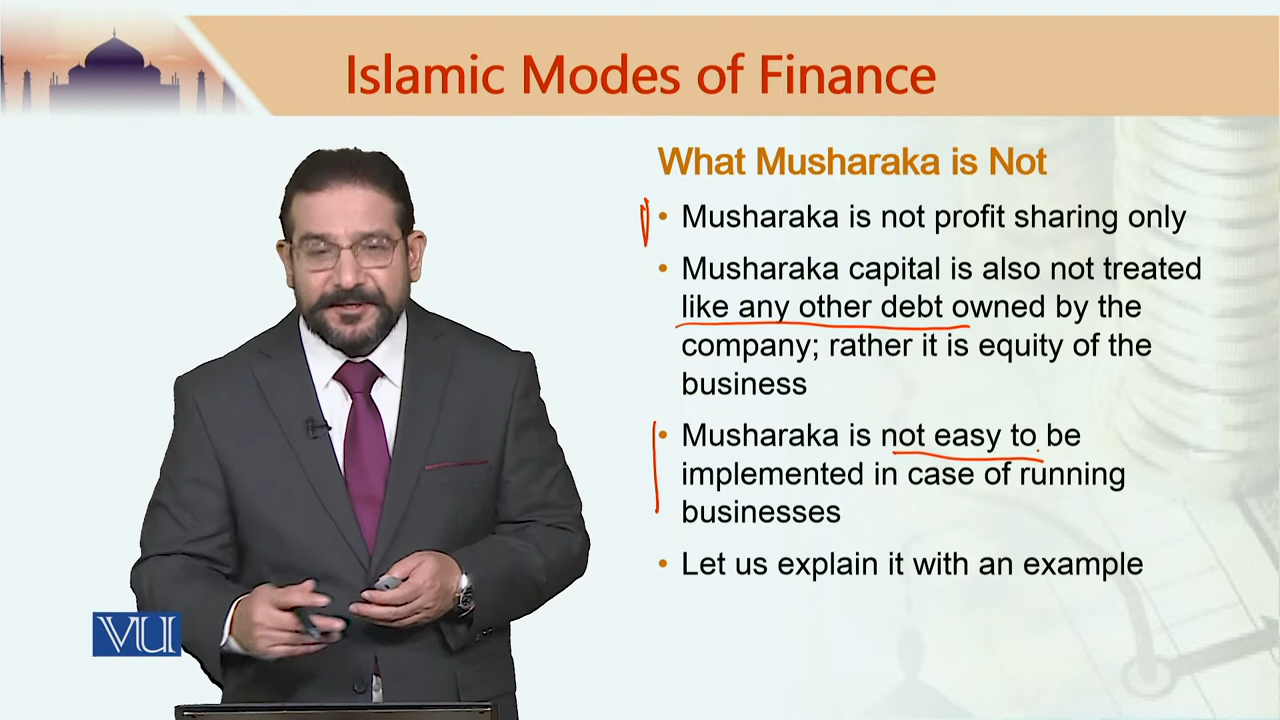 Islamic Modes of Finance
What Musharaka is Not
• Musharaka is not profit sharing only
• Musharaka capital is also not treated
like any other debt owned by the
company; rather it is equity of the
business
• Musharaka is not easy to be
implemented in case of running
businesses
• Let us explain it with an example
VU